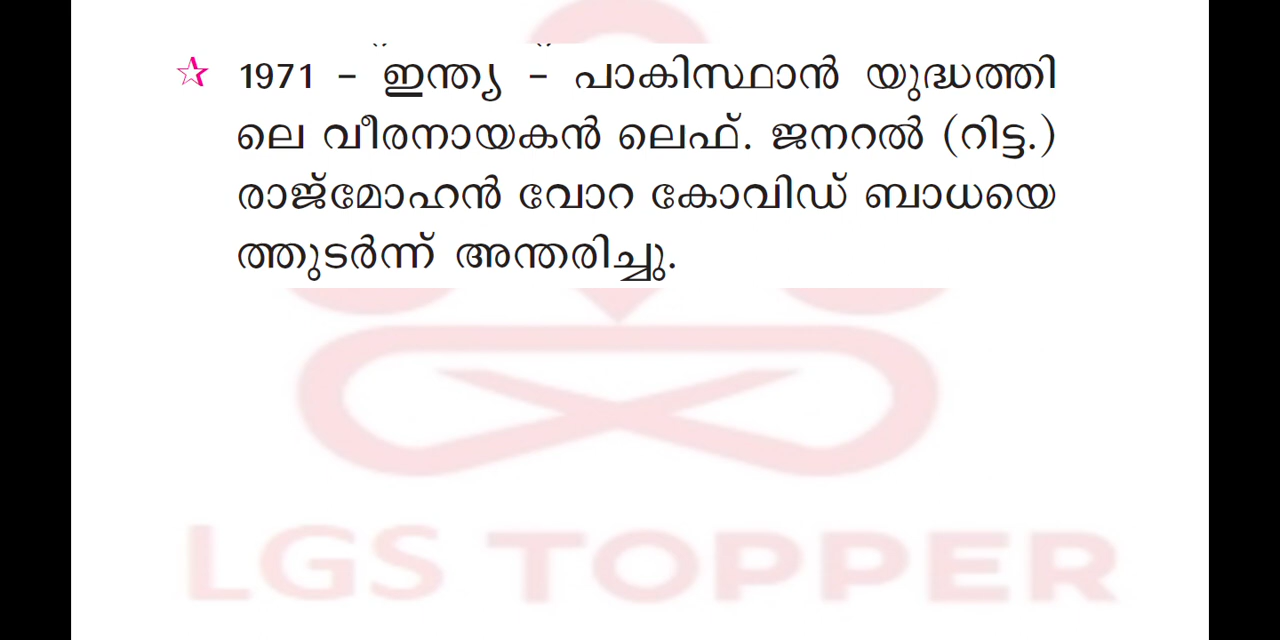 ☆ 1971 – ഇന്ത്യ – പാകിസ്ഥാൻ യുദ്ധത്തി
ലെ വീരനായകൻ ലെഫ്. ജനറൽ (റിട്ട.)
രാജ്മോഹൻ വോറ കോവിഡ് ബാധയെ
ത്തുടർന്ന് അന്തരിച്ചു.
LGS TOPPER